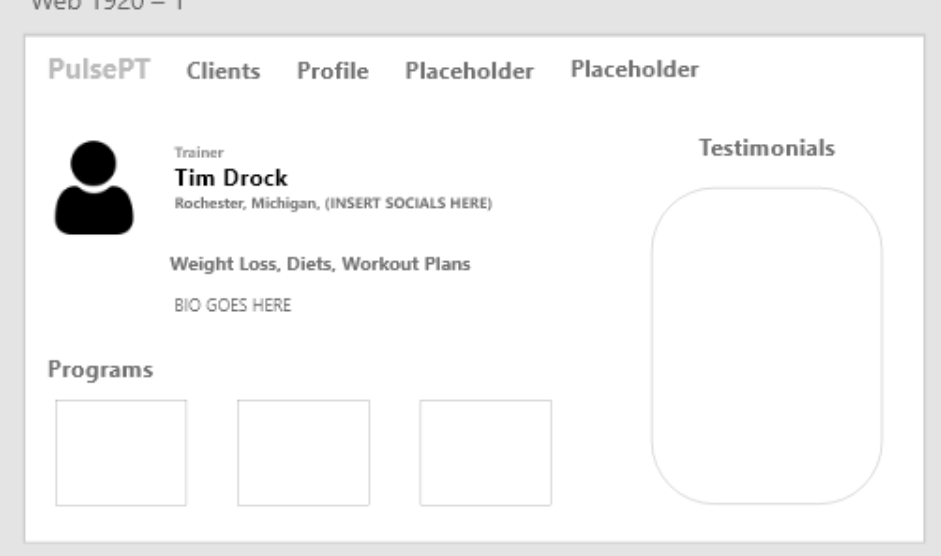 Web 1920 – 1
PulsePT Clients Profile Placeholder Placeholder
Trainer
Tim Drock
Rochester, Michigan, (INSERT SOCIALS HERE)
Weight Loss, Diets, Workout Plans
BIO GOES HERE
Testimonials
Programs